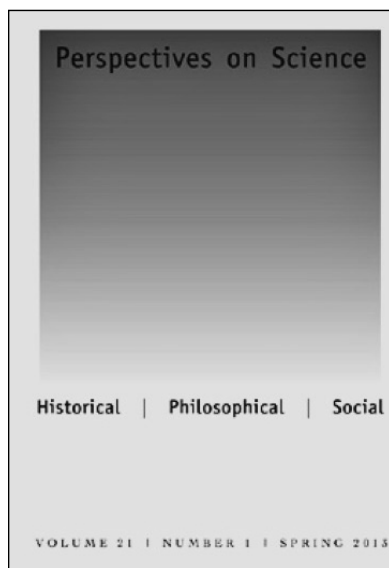 Perspectives on Science
Historical | Philosophical | Social
VOLUME 21 | NUMBER 1 | SPRING 2013